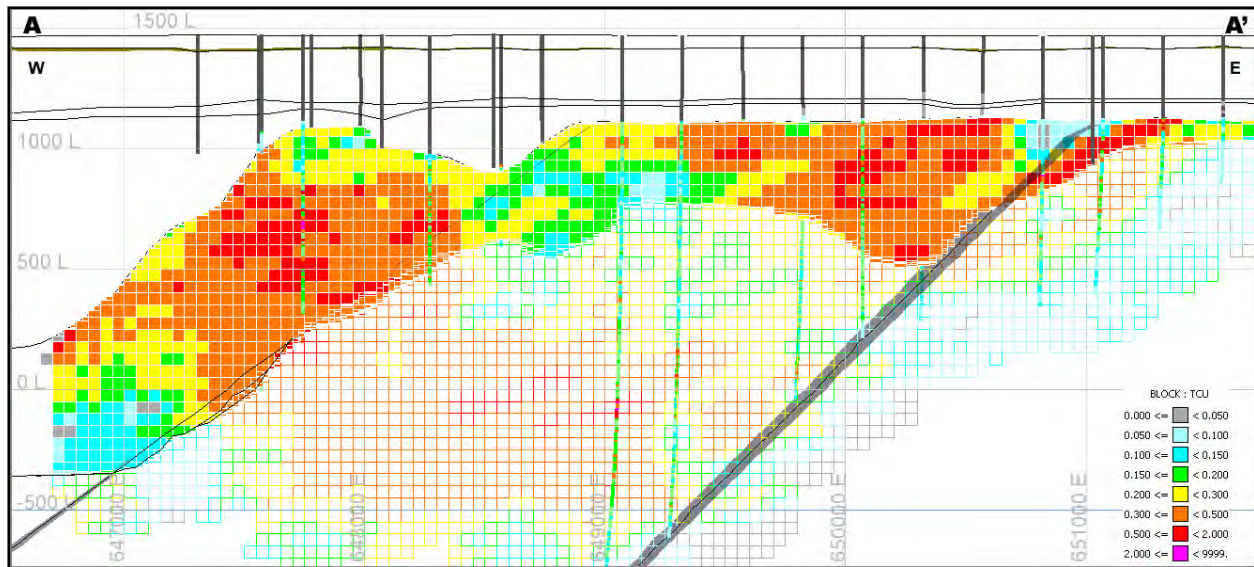 A
1500 L
A'
W
E
1000 L
500 L
0 L
-500 L
647000 E
648000 E
649000 E
650000 E
651000 E
BLOCK : TCU
0.000 <= < 0.050
0.050 <= < 0.100
0.100 <= < 0.150
0.150 <= < 0.200
0.200 <= < 0.300
0.300 <= < 0.500
0.500 <= < 2.000
2.000 <= < 9999.